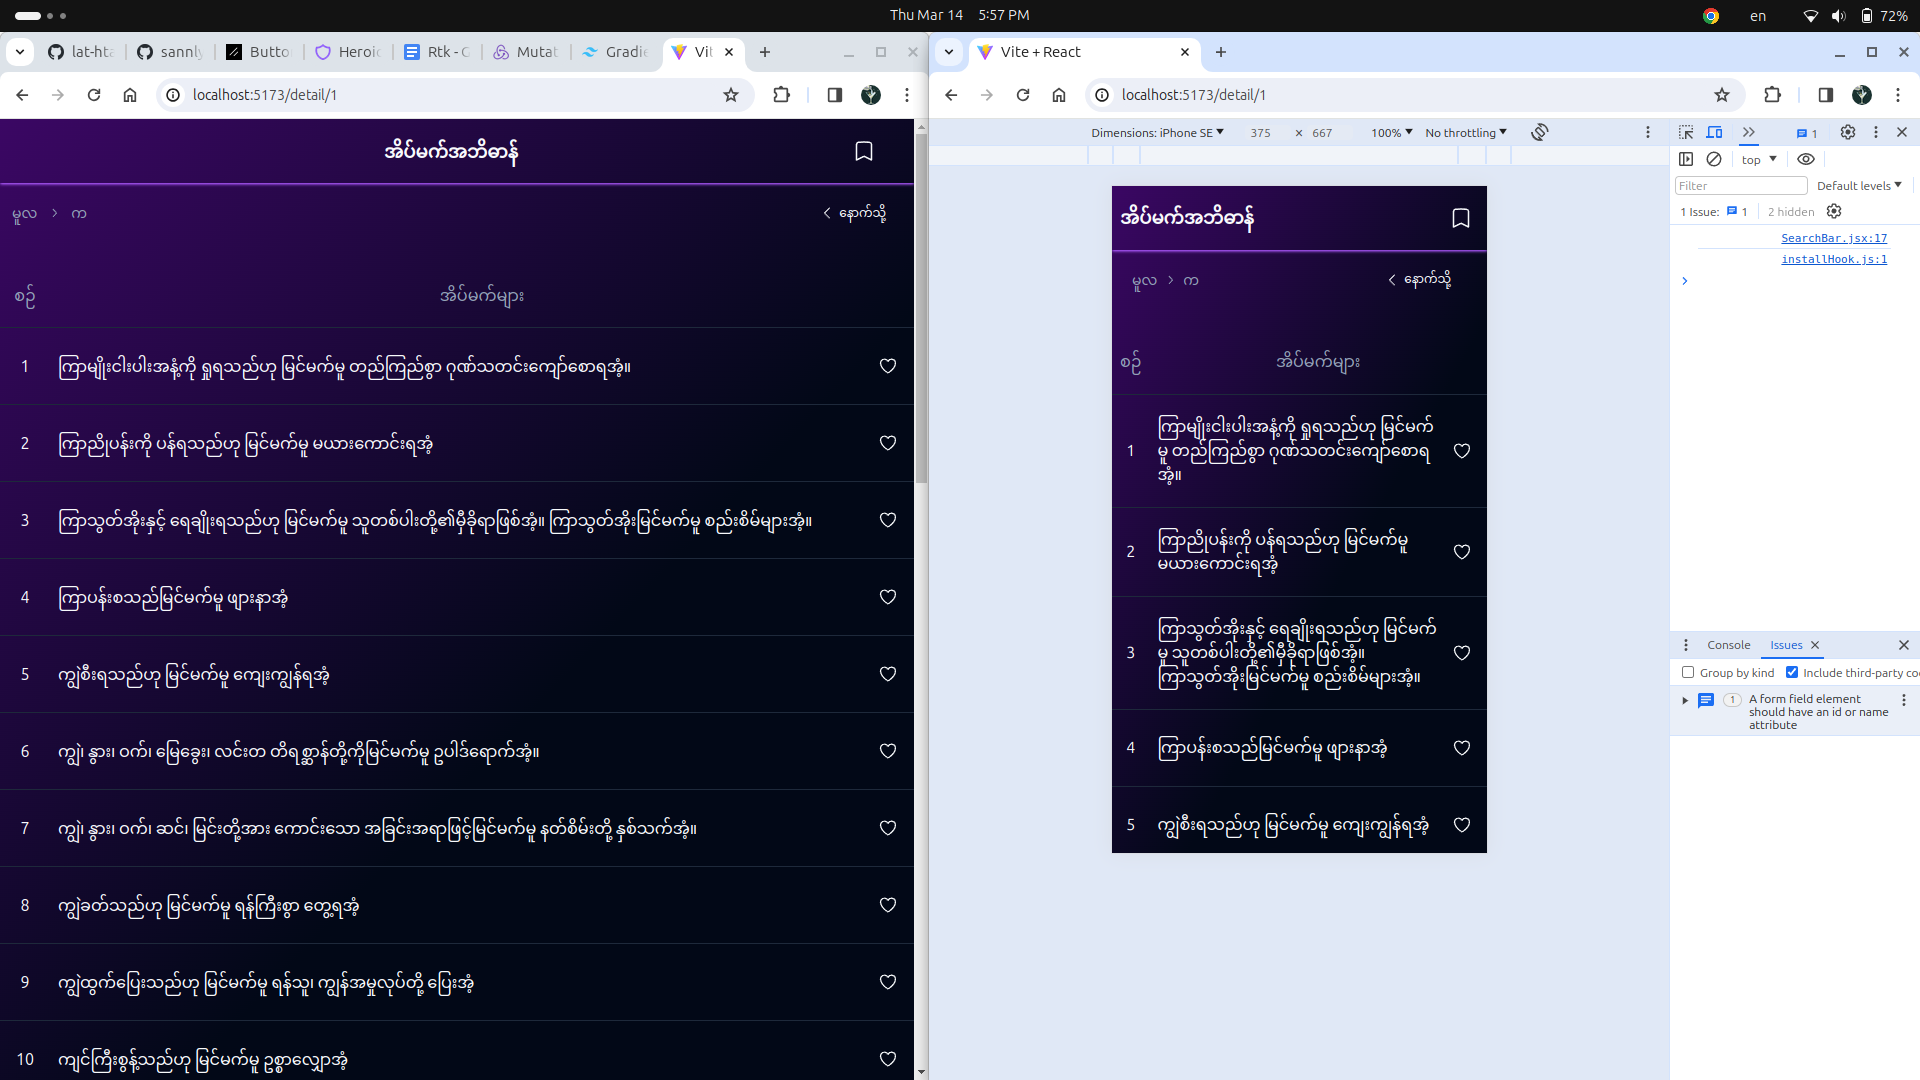 Thu Mar 14 5:57 PM
en
72%
lat-hta
sannly
Butto
Heroic
Rtk - G
Mutat
Gradie
Vit
localhost:5173/detail/1
အိပ်မက်အဘိဓာန်
မူလ > က
နောက်သို့
စဉ် အိပ်မက်များ
1 ကြာမျိုးငါးပါးအနံ့ကို ရှူရသည်ဟု မြင်မက်မူ တည်ကြည်စွာ ဂုဏ်သတင်းကျော်စောရအံ့။
2 ကြာညိုပန်းကို ပန်ရသည်ဟု မြင်မက်မူ မယားကောင်းရအံ့
3 ကြာသွတ်အိုးနှင့် ရေချိုးရသည်ဟု မြင်မက်မူ သူတစ်ပါးတို့၏မှီခိုရာဖြစ်အံ့။ ကြာသွတ်အိုးမြင်မက်မူ စည်းစိမ်များအံ့။
4 ကြာပန်းစသည်မြင်မက်မူ ဖျားနာအံ့
5 ကျွဲစီးရသည်ဟု မြင်မက်မူ ကျေးကျွန်ရအံ့
6 ကျွဲ၊ နွား၊ ဝက်၊ မြေခွေး၊ လင်းတ တိရစ္ဆာန်တို့ကိုမြင်မက်မူ ဥပါဒ်ရောက်အံ့။
7 ကျွဲ၊ နွား၊ ဝက်၊ ဆင်၊ မြင်းတို့အား ကောင်းသော အခြင်းအရာဖြင့်မြင်မက်မူ နတ်စိမ်းတို့ နှစ်သက်အံ့။
8 ကျွဲခတ်သည်ဟု မြင်မက်မူ ရန်ကြီးစွာ တွေ့ရအံ့
9 ကျွဲထွက်ပြေးသည်ဟု မြင်မက်မူ ရန်သူ၊ ကျွန်အမှုလုပ်တို့ ပြေးအံ့
10 ကျင်ကြီးစွန့်သည်ဟု မြင်မက်မူ ဥစ္စာလျှောအံ့
Vite + React
localhost:5173/detail/1
Dimensions: iPhone SE 375 × 667 100% No throttling
အိပ်မက်အဘိဓာန်
မူလ > က
နောက်သို့
စဉ် အိပ်မက်များ
1 ကြာမျိုးငါးပါးအနံ့ကို ရှူရသည်ဟု မြင်မက်
မူ တည်ကြည်စွာ ဂုဏ်သတင်းကျော်စောရ
အံ့။
2 ကြာညိုပန်းကို ပန်ရသည်ဟု မြင်မက်မူ
မယားကောင်းရအံ့
3 ကြာသွတ်အိုးနှင့် ရေချိုးရသည်ဟု မြင်မက်
မူ သူတစ်ပါးတို့၏မှီခိုရာဖြစ်အံ့။
ကြာသွတ်အိုးမြင်မက်မူ စည်းစိမ်များအံ့။
4 ကြာပန်းစသည်မြင်မက်မူ ဖျားနာအံ့
5 ကျွဲစီးရသည်ဟု မြင်မက်မူ ကျေးကျွန်ရအံ့
1
top
Filter
Default levels
1 Issue: 1 2 hidden
SearchBar.jsx:17
installHook.js:1
Console Issues
Group by kind Include third-party co
1 A form field element
should have an id or name
attribute